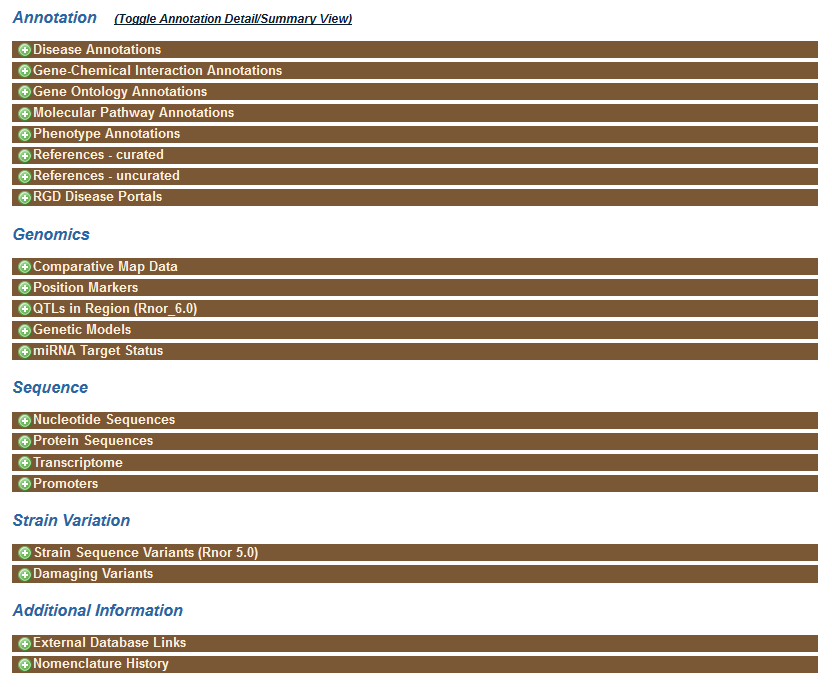 Annotation (Toggle Annotation Detail/Summary View)
Disease Annotations
Gene-Chemical Interaction Annotations
Gene Ontology Annotations
Molecular Pathway Annotations
Phenotype Annotations
References - curated
References - uncurated
RGD Disease Portals
Genomics
Comparative Map Data
Position Markers
QTLs in Region (Rnor_6.0)
Genetic Models
miRNA Target Status
Sequence
Nucleotide Sequences
Protein Sequences
Transcriptome
Promoters
Strain Variation
Strain Sequence Variants (Rnor 5.0)
Damaging Variants
Additional Information
External Database Links
Nomenclature History